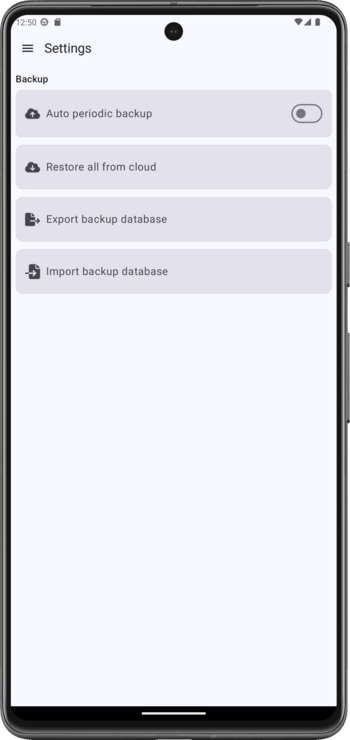 12:50
Settings
Backup
Auto periodic backup
Restore all from cloud
Export backup database
Import backup database